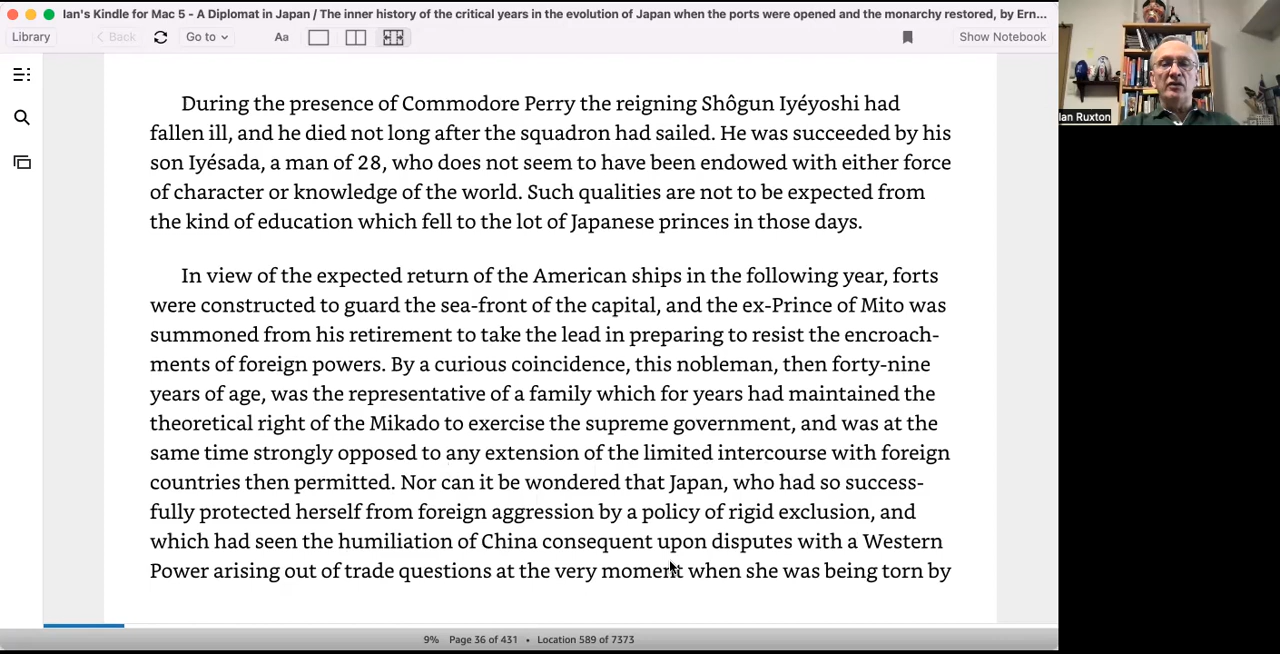 Ian's Kindle for Mac 5 - A Diplomat in Japan / The inner history of the critical years in the evolution of Japan when the ports were opened and the monarchy restored, by Ern...
Library
Back
Go to
Aa
Show Notebook
Ian Ruxton
During the presence of Commodore Perry the reigning Shôgun Iyéyoshi had
fallen ill, and he died not long after the squadron had sailed. He was succeeded by his
son Iyésada, a man of 28, who does not seem to have been endowed with either force
of character or knowledge of the world. Such qualities are not to be expected from
the kind of education which fell to the lot of Japanese princes in those days.
In view of the expected return of the American ships in the following year, forts
were constructed to guard the sea-front of the capital, and the ex-Prince of Mito was
summoned from his retirement to take the lead in preparing to resist the encroach-
ments of foreign powers. By a curious coincidence, this nobleman, then forty-nine
years of age, was the representative of a family which for years had maintained the
theoretical right of the Mikado to exercise the supreme government, and was at the
same time strongly opposed to any extension of the limited intercourse with foreign
countries then permitted. Nor can it be wondered that Japan, who had so success-
fully protected herself from foreign aggression by a policy of rigid exclusion, and
which had seen the humiliation of China consequent upon disputes with a Western
Power arising out of trade questions at the very moment when she was being torn by
9% Page 36 of 431 • Location 589 of 7373